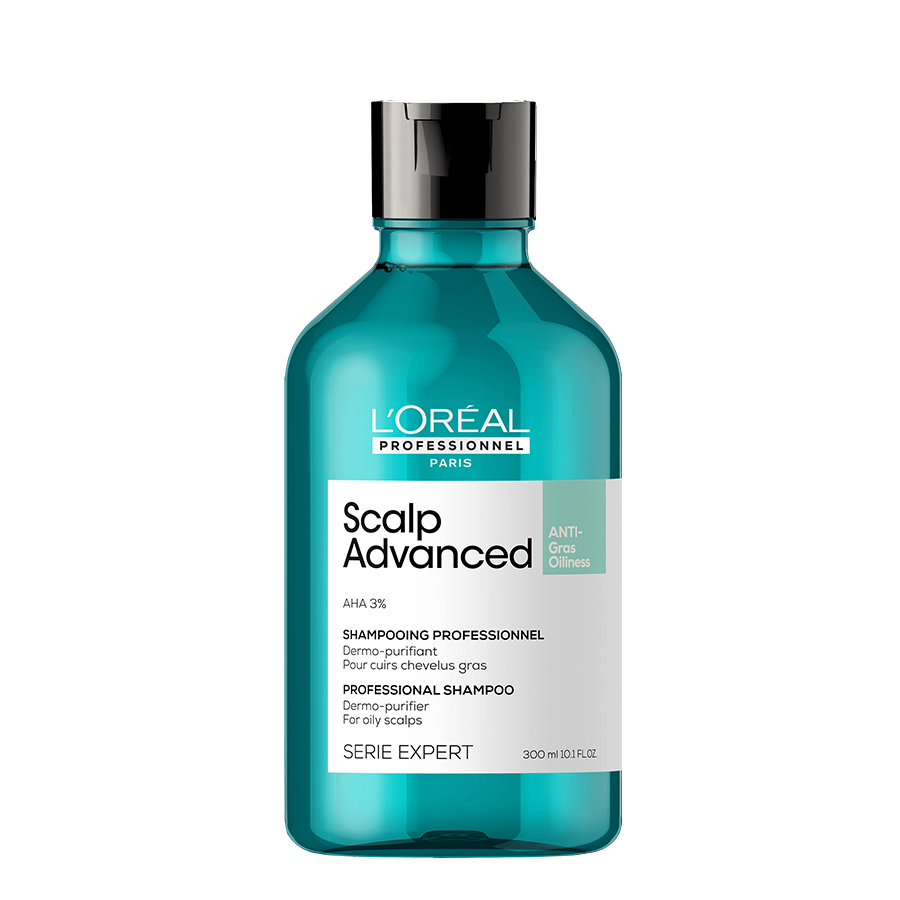 L'ORÉAL
PROFESSIONNEL
PARIS
Scalp
Advanced
ANTI-
Gras
Oiliness
AHA 3%
SHAMPOOING PROFESSIONNEL
Dermo-purifiant
Pour cuirs chevelus gras
PROFESSIONAL SHAMPOO
Dermo-purifier
For oily scalps
SERIE EXPERT
300 ml 10.1 FL.OZ.